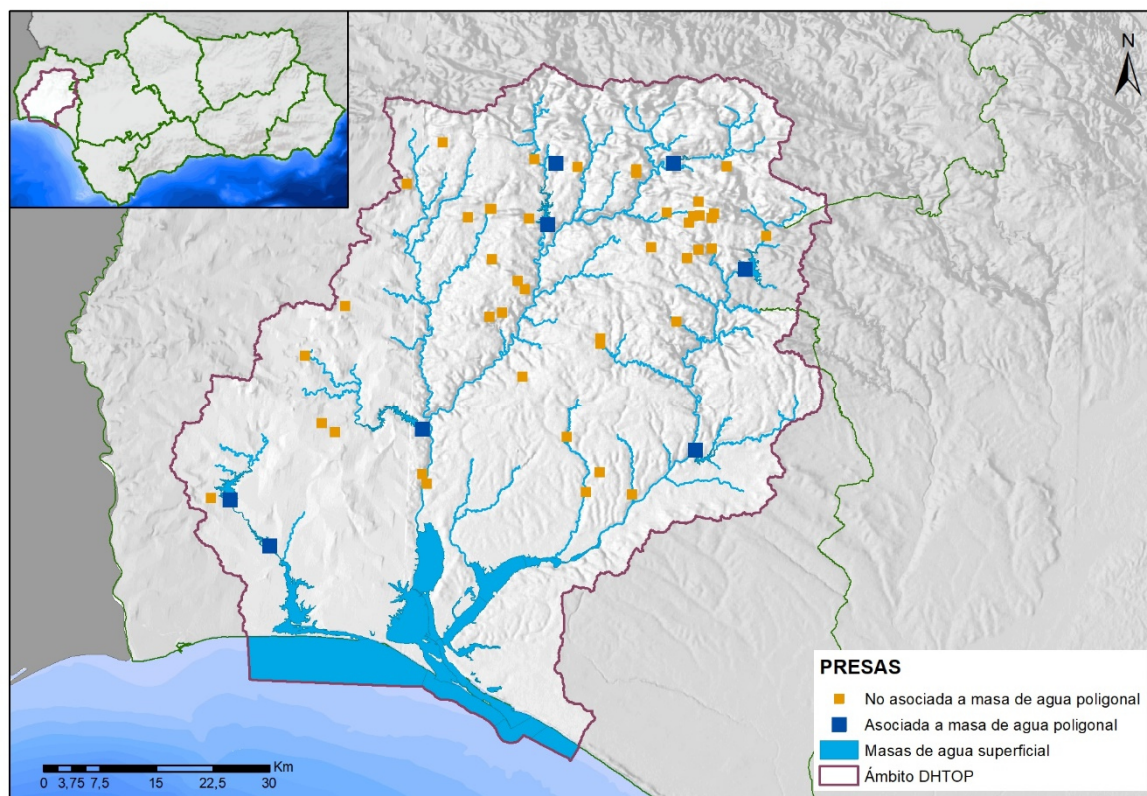 N
PRESAS
No asociada a masa de agua poligonal
Asociada a masa de agua poligonal
Masas de agua superficial
Ámbito DHTOP
Km
0 3,75 7,5 15 22,5 30